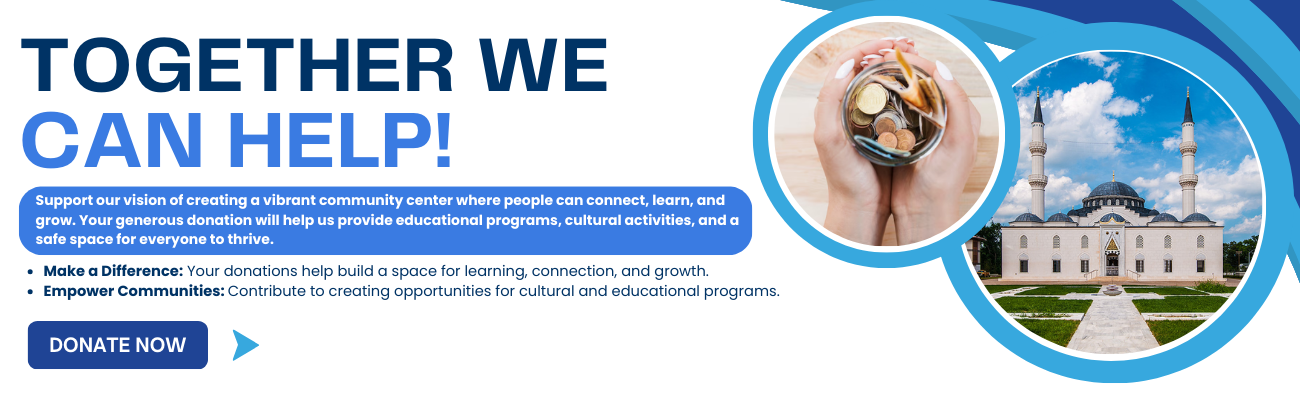 TOGETHER WE
CAN HELP!
Support our vision of creating a vibrant community center where people can connect, learn, and
grow. Your generous donation will help us provide educational programs, cultural activities, and a
safe space for everyone to thrive.
• Make a Difference: Your donations help build a space for learning, connection, and growth.
• Empower Communities: Contribute to creating opportunities for cultural and educational programs.
DONATE NOW